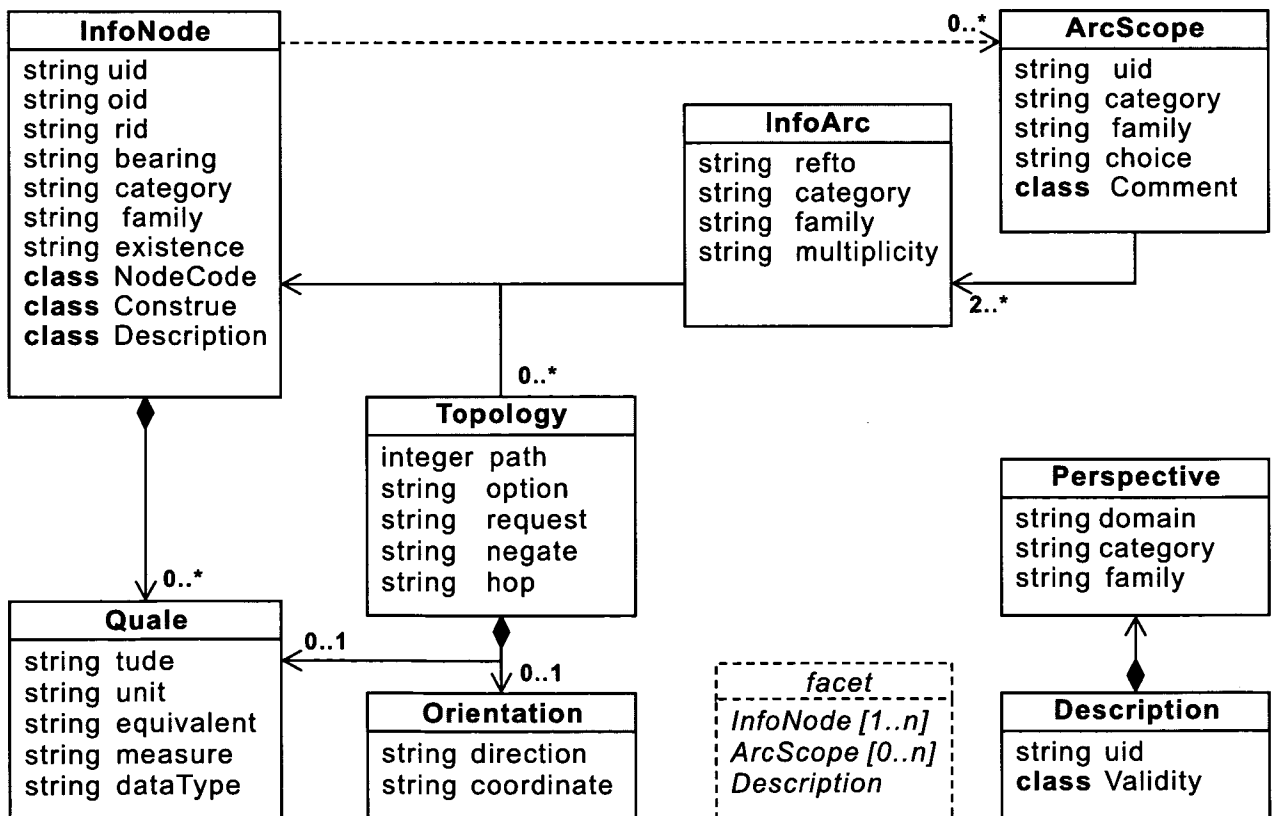 InfoNode
string uid
string oid
string rid
string bearing
string category
string family
string existence
class NodeCode
class Construe
class Description
0..*
ArcScope
string uid
string category
string family
string choice
class Comment
InfoArc
string refto
string category
string family
string multiplicity
2..*
0..*
Topology
integer path
string option
string request
string negate
string hop
0..*
Quale
string tude
string unit
string equivalent
string measure
string dataType
0..1
0..1
Orientation
string direction
string coordinate
facet
InfoNode [1..n]
ArcScope [0..n]
Description
Perspective
string domain
string category
string family
Description
string uid
class Validity